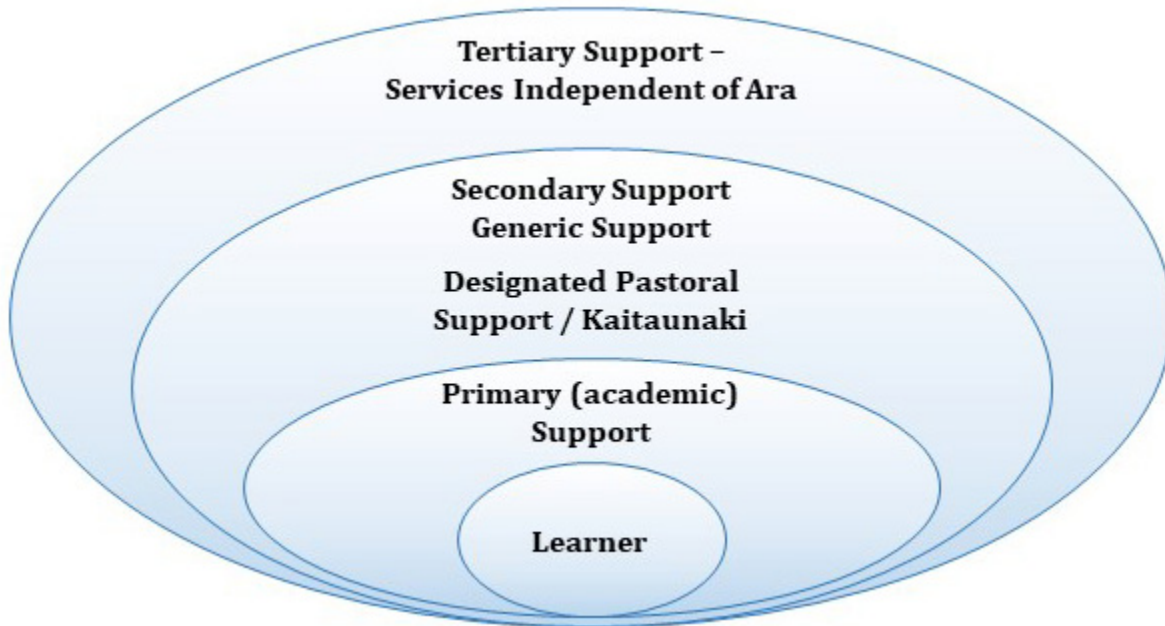 Tertiary Support –
Services Independent of Ara
Secondary Support
Generic Support
Designated Pastoral
Support / Kaitaunaki
Primary (academic)
Support
Learner